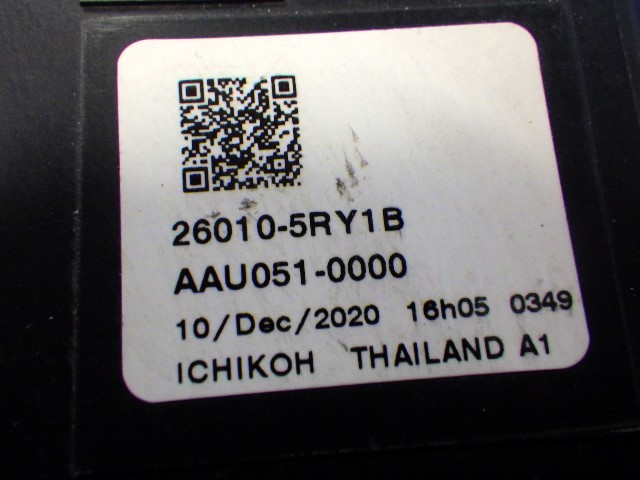 26010-5RY1B
AAU051-0000
10/Dec/2020 16h05 0349
ICHIKOH THAILAND A1